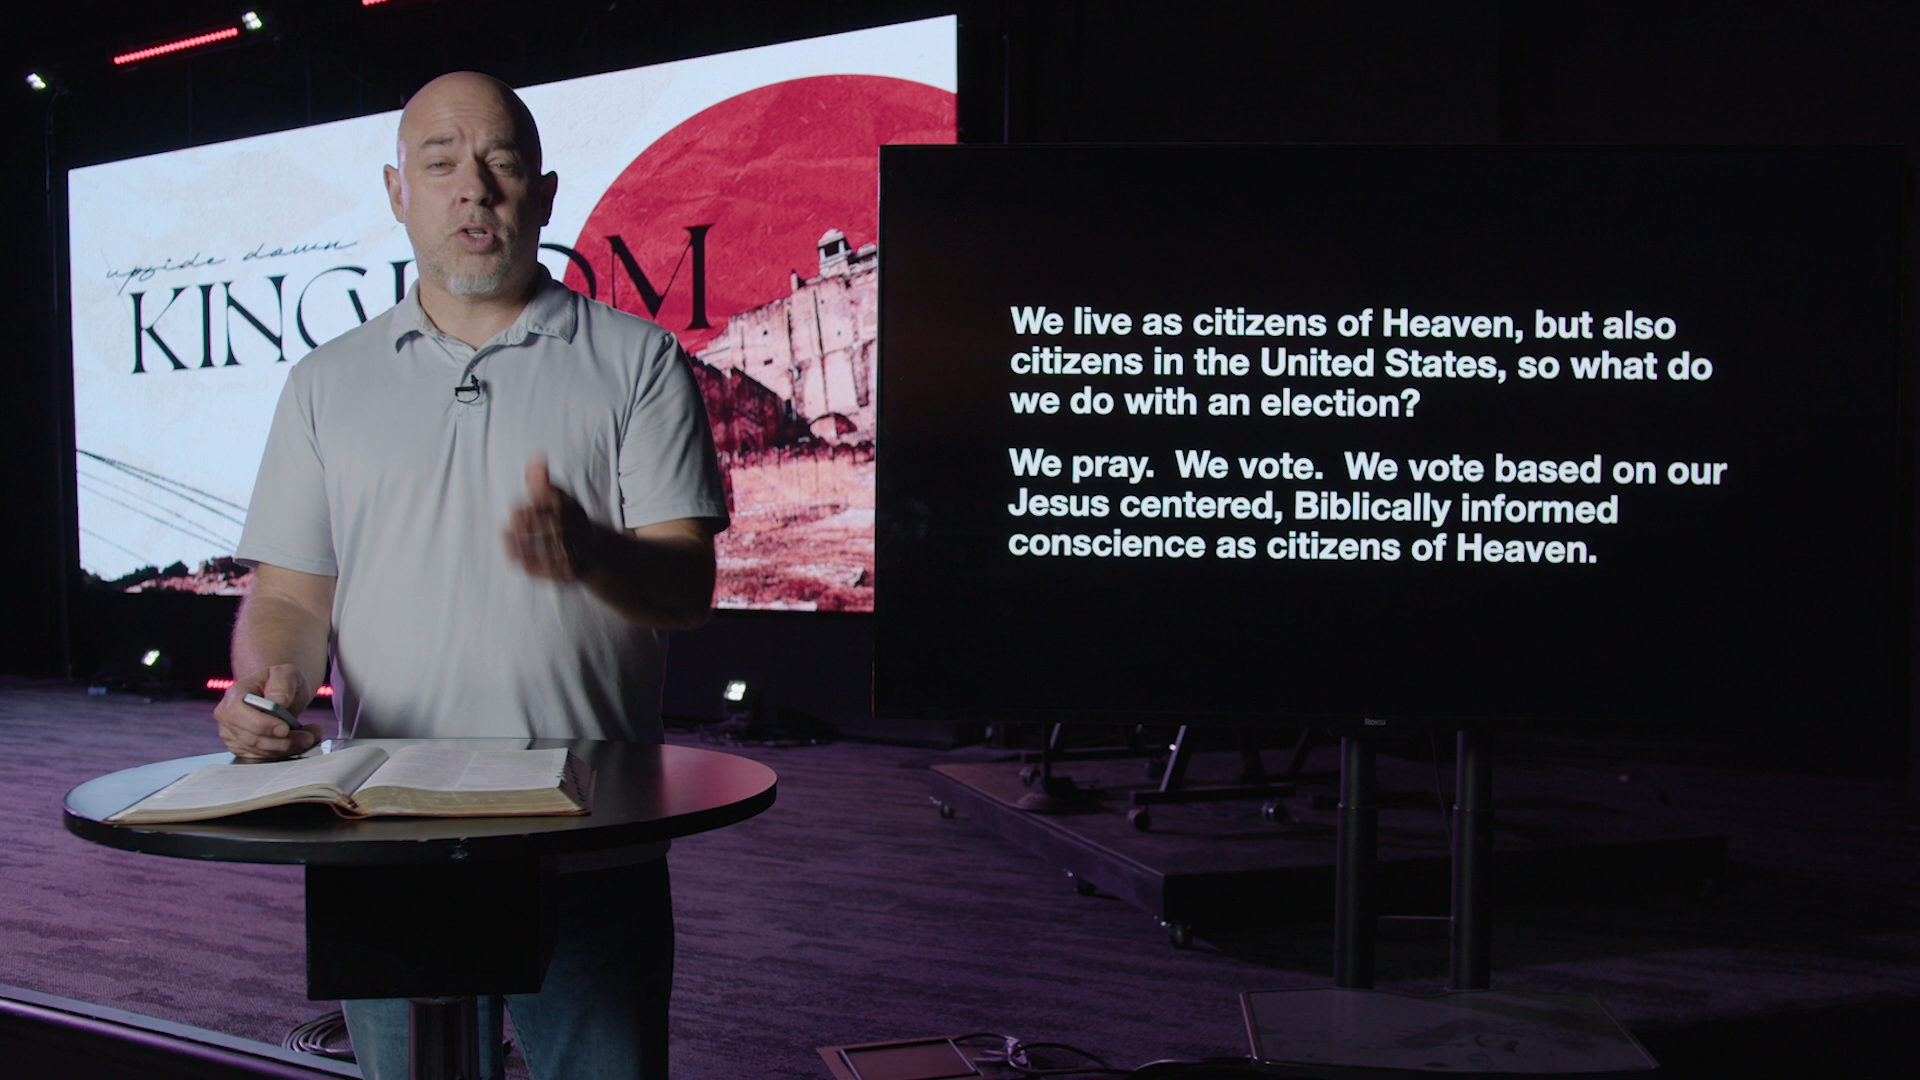 upside down
KINGDOM
We live as citizens of Heaven, but also
citizens in the United States, so what do
we do with an election?
We pray.  We vote.  We vote based on our
Jesus centered, Biblically informed
conscience as citizens of Heaven.
Roku